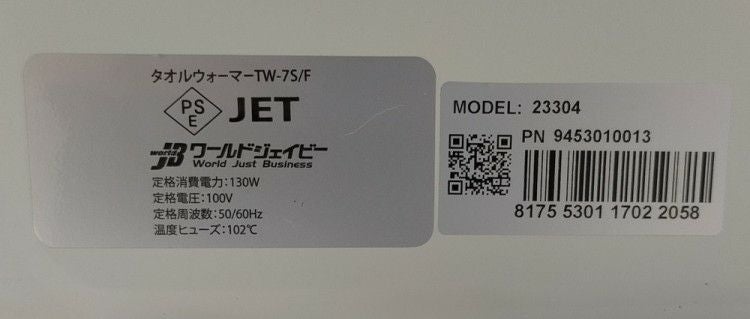 タオルウォーマーTW-7S/F
PS
E
JET
world JB ワールドジェイビー
World Just Business
定格消費電力:130W
定格電圧:100V
定格周波数:50/60Hz
温度ヒューズ:102℃
MODEL: 23304
PN 9453010013
8175 5301 1702 2058